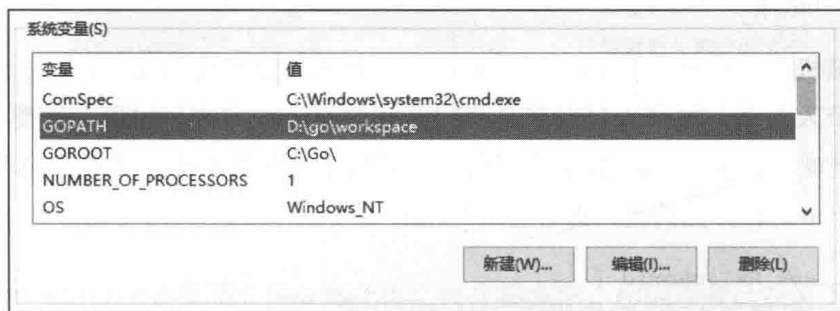 系统变量(S)
变量 值
ComSpec C:\Windows\system32\cmd.exe
GOPATH D:\go\workspace
GOROOT C:\Go\
NUMBER_OF_PROCESSORS 1
OS Windows_NT
新建(W)... 编辑(I)... 删除(L)